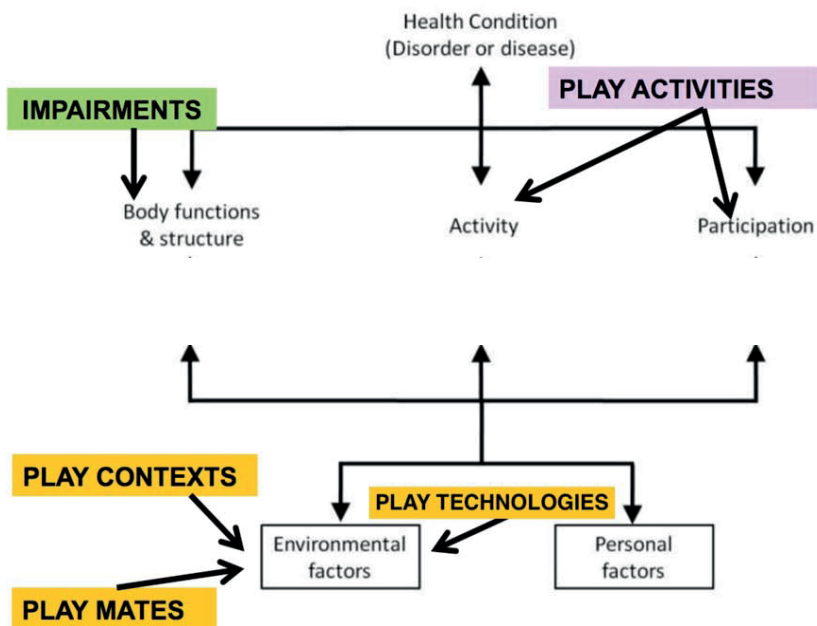 Health Condition
(Disorder or disease)
PLAY ACTIVITIES
IMPAIRMENTS
Body functions
& structure
Activity
Participation
PLAY CONTEXTS
PLAY TECHNOLOGIES
Environmental
factors
Personal
factors
PLAY MATES